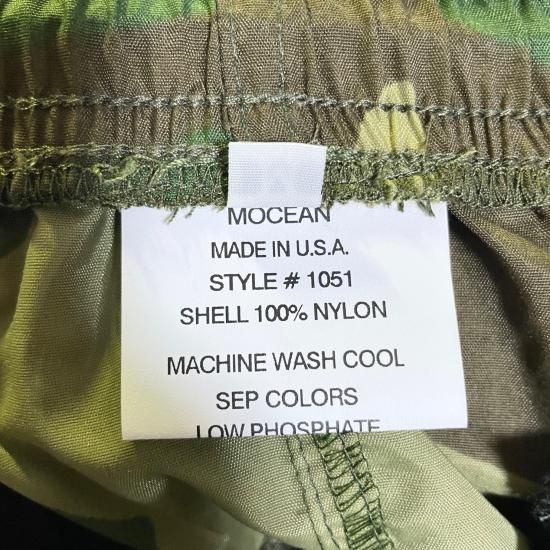 MOCEAN
MADE IN U.S.A.
STYLE # 1051
SHELL 100% NYLON
MACHINE WASH COOL
SEP COLORS
LOW PHOSPHATE